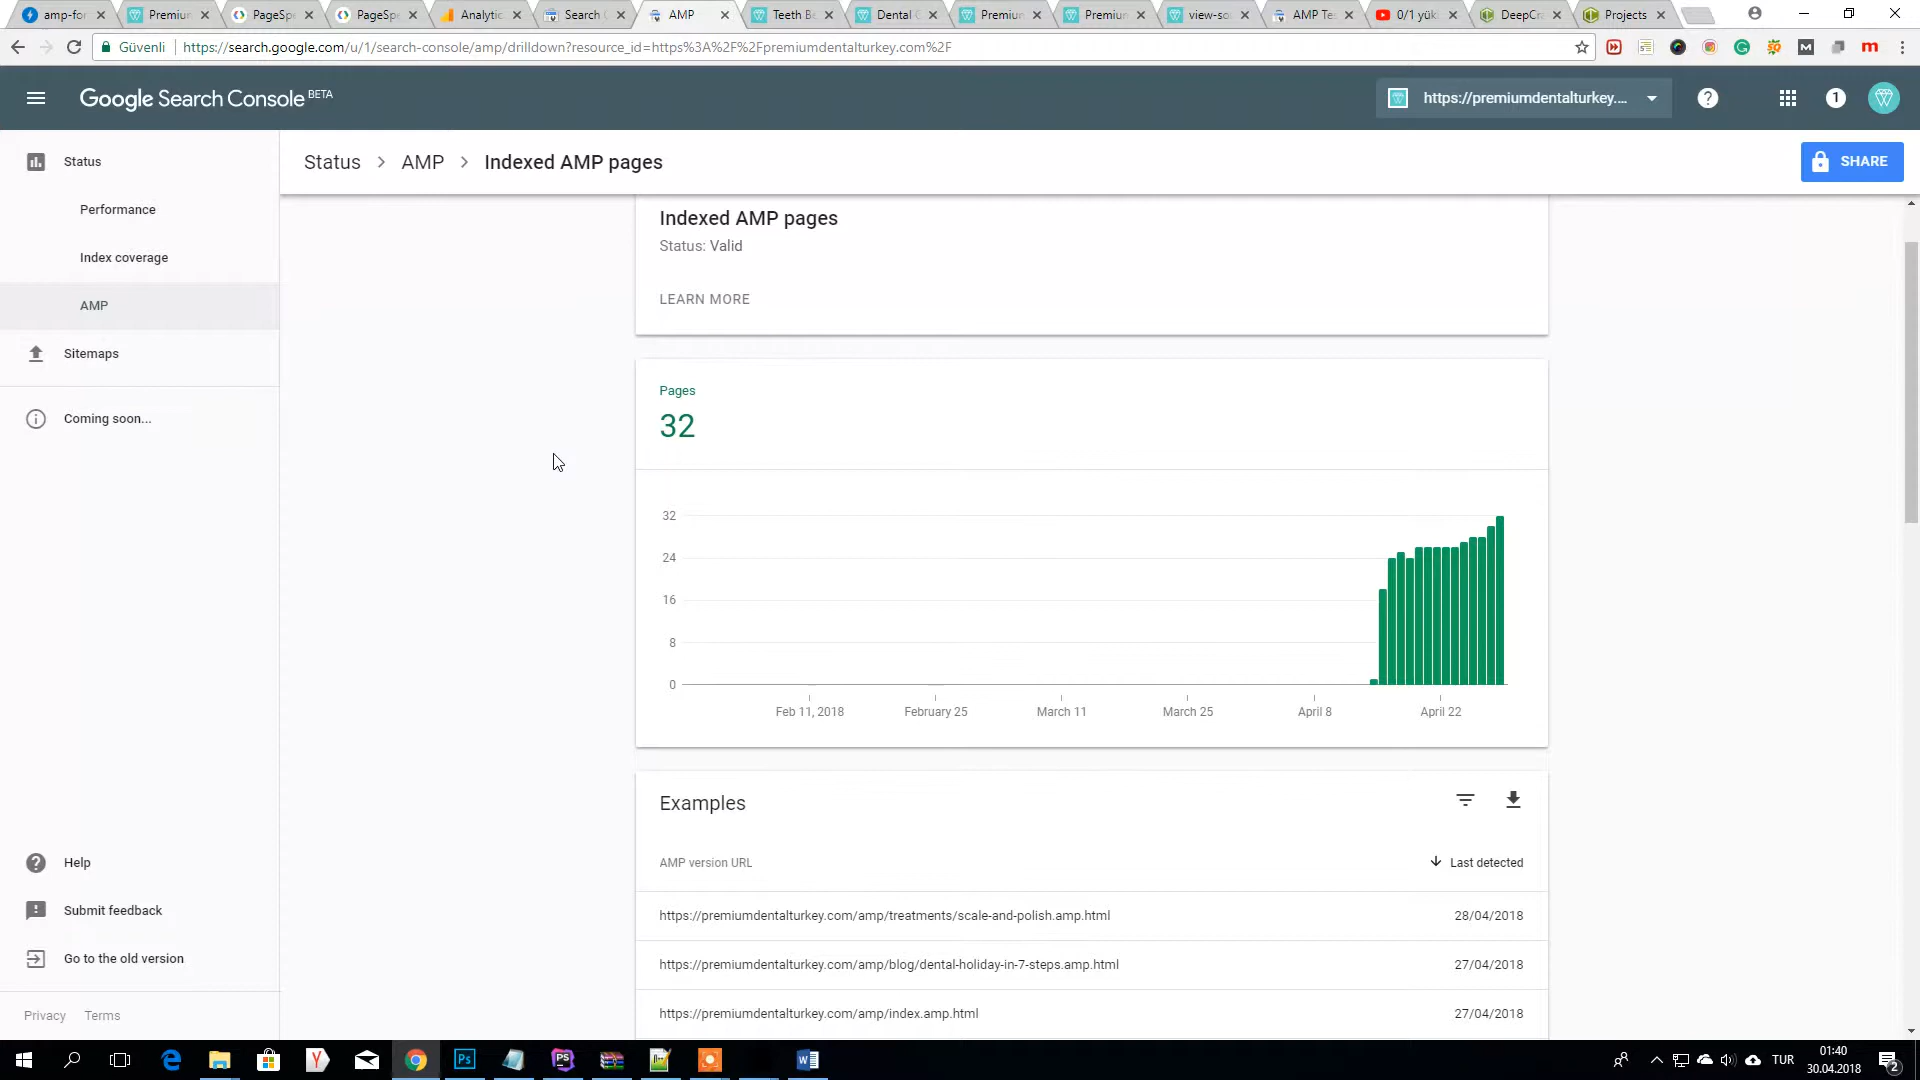 amp-for
Premium
PageSpe
PageSpe
Analytic
Search C
AMP
Teeth B
Dental
Premium
Premium
view-so
AMP Te
0/1 yük
DeepCr
Projects
Güvenli
https://search.google.com/u/1/search-console/amp/drilldown?resource_id=https%3A%2F%2Fpremiumdentalturkey.com%2F
Google Search Console BETA
https://premiumdentalturkey....
1
Status
Performance
Index coverage
AMP
Sitemaps
Coming soon...
Help
Submit feedback
Go to the old version
Privacy Terms
Status > AMP > Indexed AMP pages
SHARE
Indexed AMP pages
Status: Valid
LEARN MORE
Pages
32
32
24
16
8
0
Feb 11, 2018 February 25 March 11 March 25 April 8 April 22
Examples
AMP version URL Last detected
https://premiumdentalturkey.com/amp/treatments/scale-and-polish.amp.html 28/04/2018
https://premiumdentalturkey.com/amp/blog/dental-holiday-in-7-steps.amp.html 27/04/2018
https://premiumdentalturkey.com/amp/index.amp.html 27/04/2018
TUR
01:40
30.04.2018
2